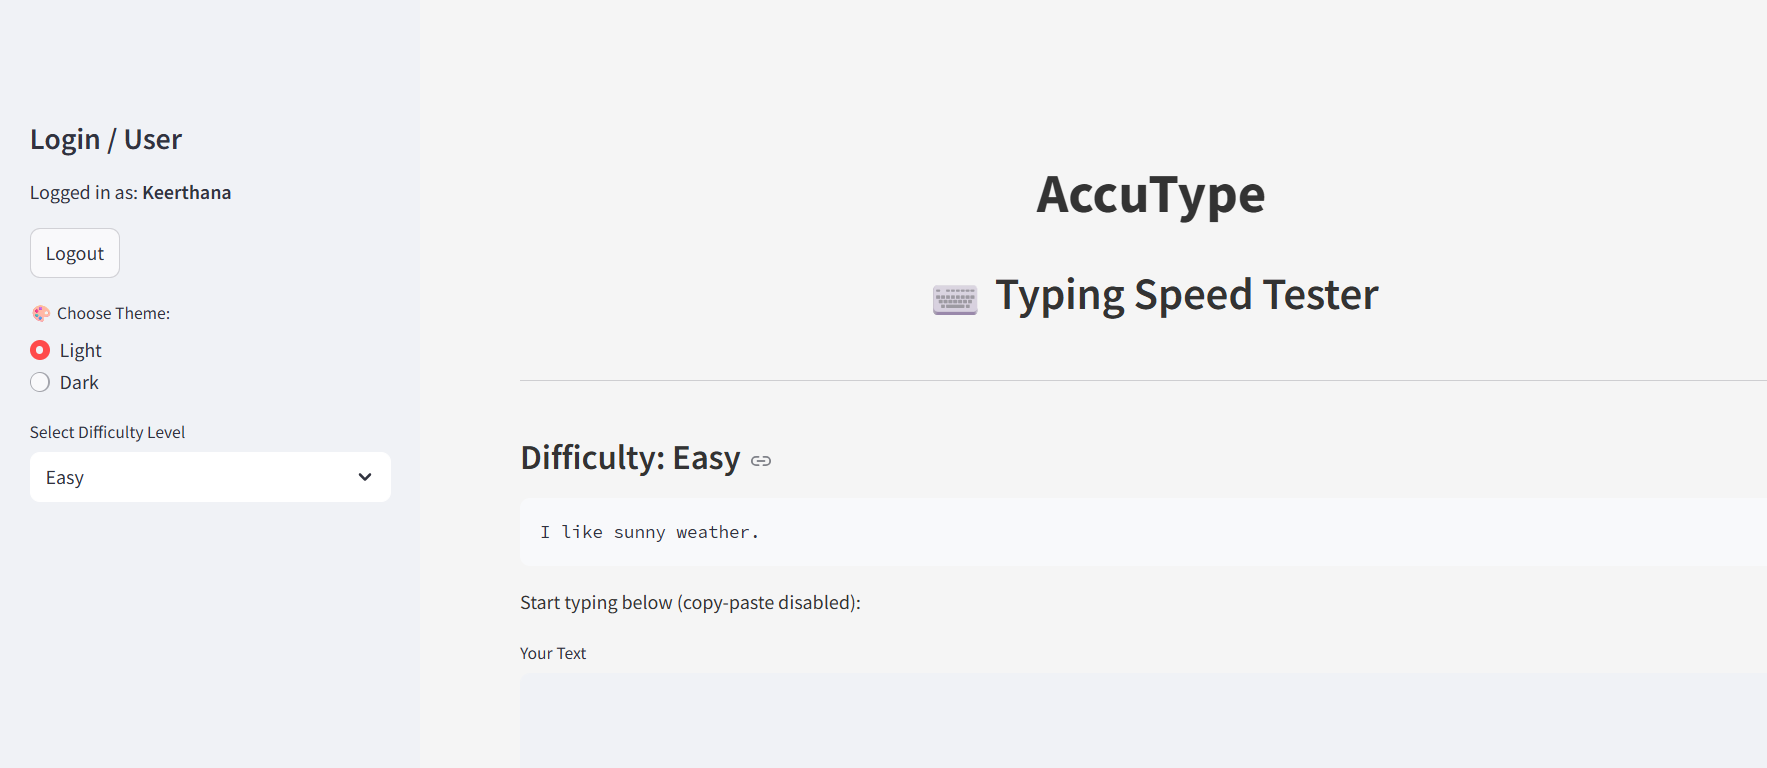 Login / User
Logged in as: Keerthana
Logout
Choose Theme:
Light
Dark
Select Difficulty Level
Easy
AccuType
Typing Speed Tester
Difficulty: Easy
I like sunny weather.
Start typing below (copy-paste disabled):
Your Text